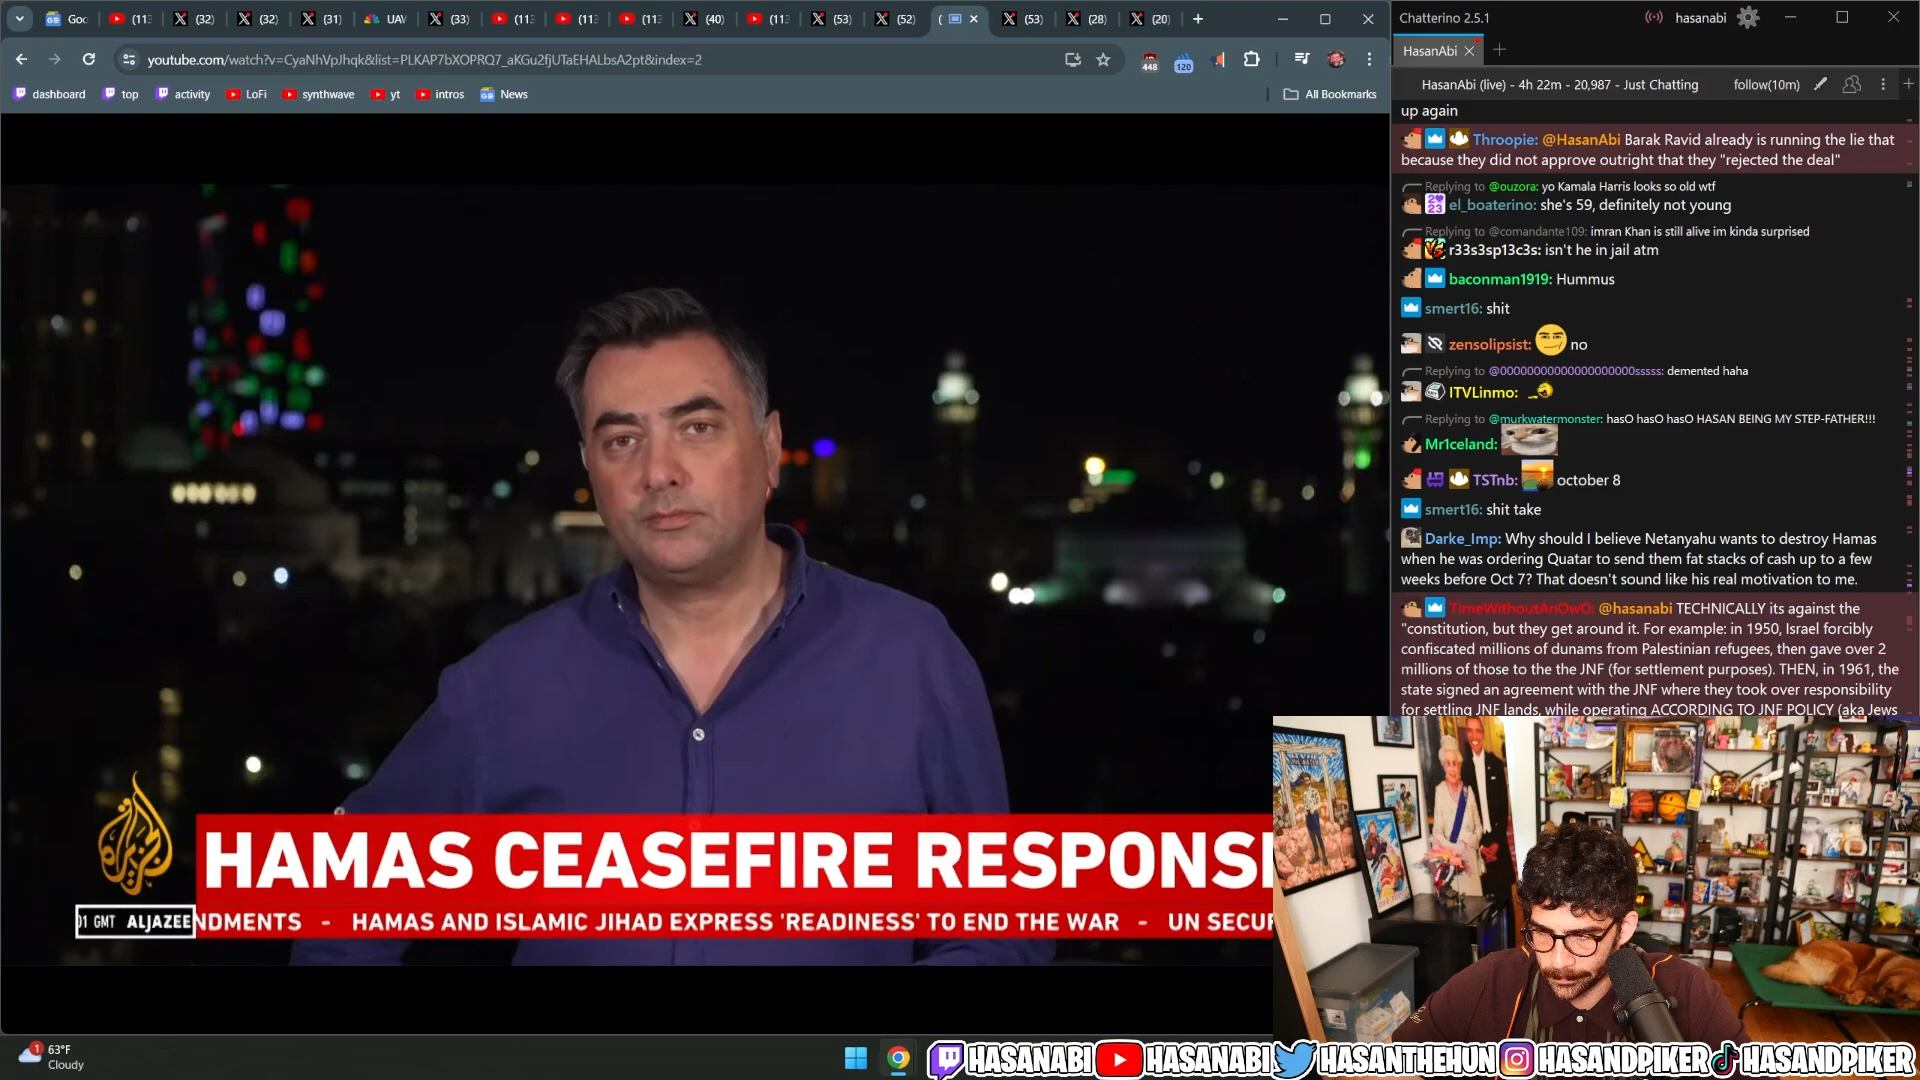 Goo
(113
(32)
(32)
(31)
UAV
(33)
(113
(113
(113
(40)
(113
(53)
(52)
(
(53)
(28)
(20)
youtube.com/watch?v=CyaNhVpJhqk&list=PLKAP7bXOPRQ7_aKGu2fjUTaEHALbsA2pt&index=2
448
120
dashboard
top
activity
LoFi
synthwave
yt
intros
News
All Bookmarks
HAMAS CEASEFIRE RESPONS
01 GMT ALJAZEE
NDMENTS - HAMAS AND ISLAMIC JIHAD EXPRESS 'READINESS' TO END THE WAR - UN SECUR
Chatterino 2.5.1
hasanabi
HasanAbi
HasanAbi (live) - 4h 22m - 20,987 - Just Chatting
follow(10m)
up again
Throopie: @HasanAbi Barak Ravid already is running the lie that
because they did not approve outright that they "rejected the deal"
Replying to @ouzora: yo Kamala Harris looks so old wtf
el_boaterino: she's 59, definitely not young
Replying to @comandante109: imran Khan is still alive im kinda surprised
r33s3sp13c3s: isn't he in jail atm
baconman1919: Hummus
smert16: shit
zensolipsist: no
demented haha
ITVLinmo:
Replying to @murkwatermonster: hasO hasO hasO HASAN BEING MY STEP-FATHER!!!
Mr1celand:
TSTnb: october 8
smert16: shit take
Darke_Imp: Why should I believe Netanyahu wants to destroy Hamas
when he was ordering Quatar to send them fat stacks of cash up to a few
weeks before Oct 7? That doesn't sound like his real motivation to me.
TimeWithoutAnOwO: @hasanabi TECHNICALLY its against the
"constitution, but they get around it. For example: in 1950, Israel forcibly
confiscated millions of dunams from Palestinian refugees, then gave over 2
millions of those to the the JNF (for settlement purposes). THEN, in 1961, the
state signed an agreement with the JNF where they took over responsibility
for settling JNF lands, while operating ACCORDING TO JNF POLICY (aka Jews
1
63°F
Cloudy
HASANABI
HASANABI
HASANTHEHUN
HASANDPIKER
HASANDPIKER